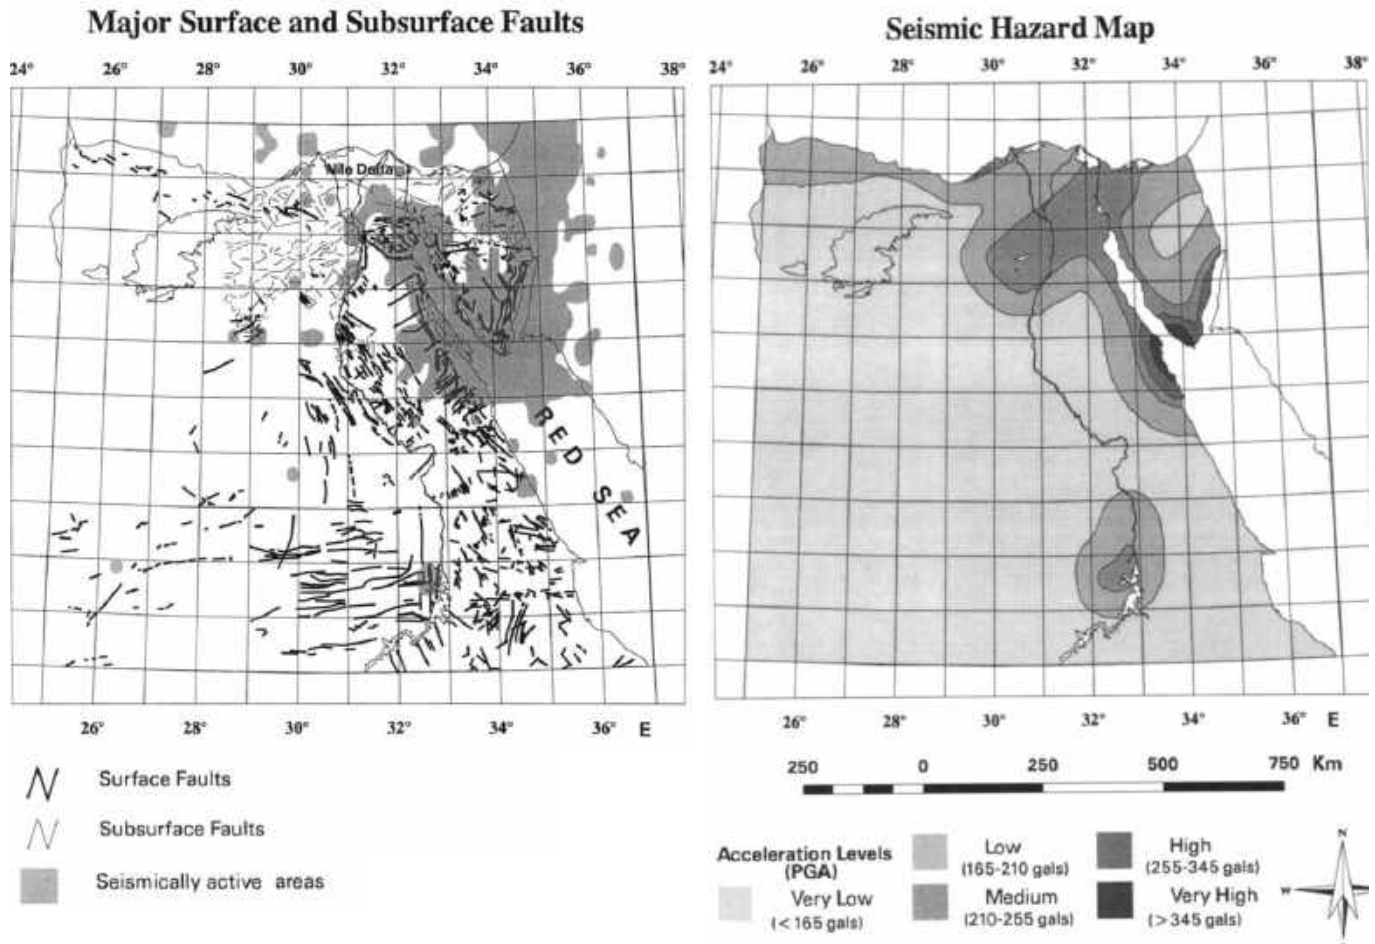 Major Surface and Subsurface Faults
24° 26° 28° 30° 32° 34° 36° 38°
Nile Delta
RED SEA
26° 28° 30° 32° 34° 36° E
Surface Faults
Subsurface Faults
Seismically active areas
Seismic Hazard Map
24° 26° 28° 30° 32° 34° 36° 38°
26° 28° 30° 32° 34° 36° E
250 0 250 500 750 Km
Acceleration Levels
(PGA)
Very Low
(< 165 gals)
Low
(165-210 gals)
Medium
(210-255 gals)
High
(255-345 gals)
Very High
(> 345 gals)
N
W